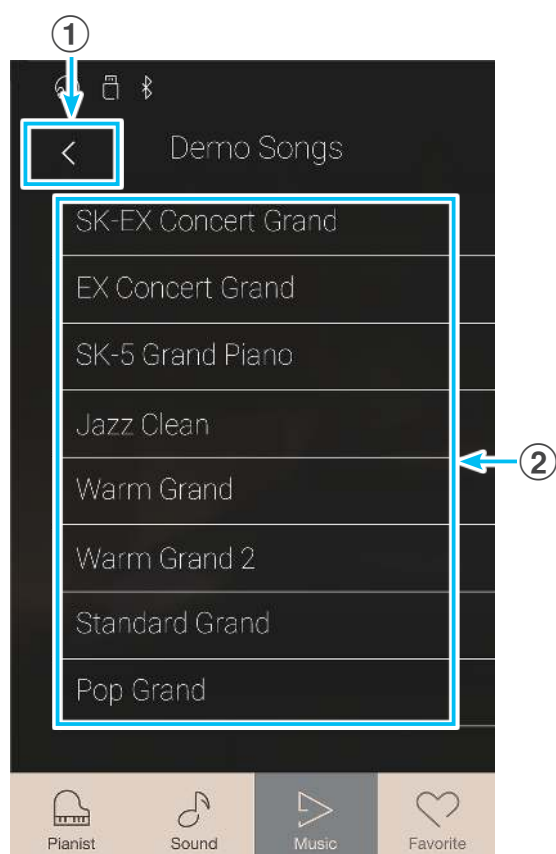 ①
Demo Songs
SK-EX Concert Grand
EX Concert Grand
SK-5 Grand Piano
Jazz Clean
Warm Grand
②
Warm Grand 2
Standard Grand
Pop Grand
Pianist Sound Music Favorite